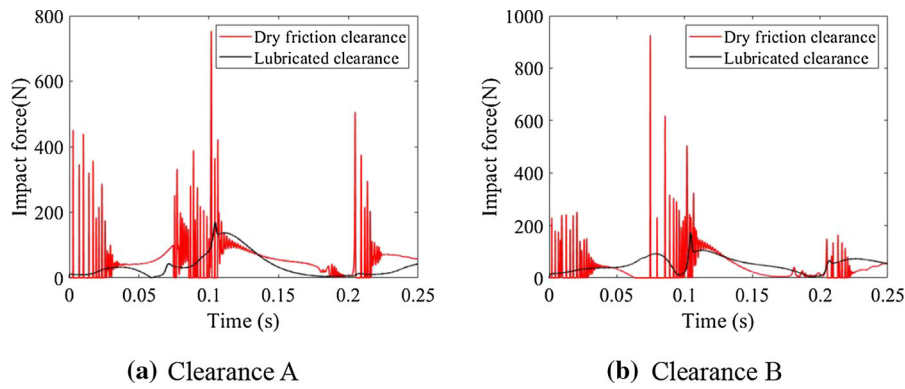 800
600
400
200
0
Impact force(N)
Dry friction clearance
Lubricated clearance
0 0.05 0.1 0.15 0.2 0.25
Time (s)
(a) Clearance A
1000
800
600
400
200
0
Impact force(N)
Dry friction clearance
Lubricated clearance
0 0.05 0.1 0.15 0.2 0.25
Time (s)
(b) Clearance B